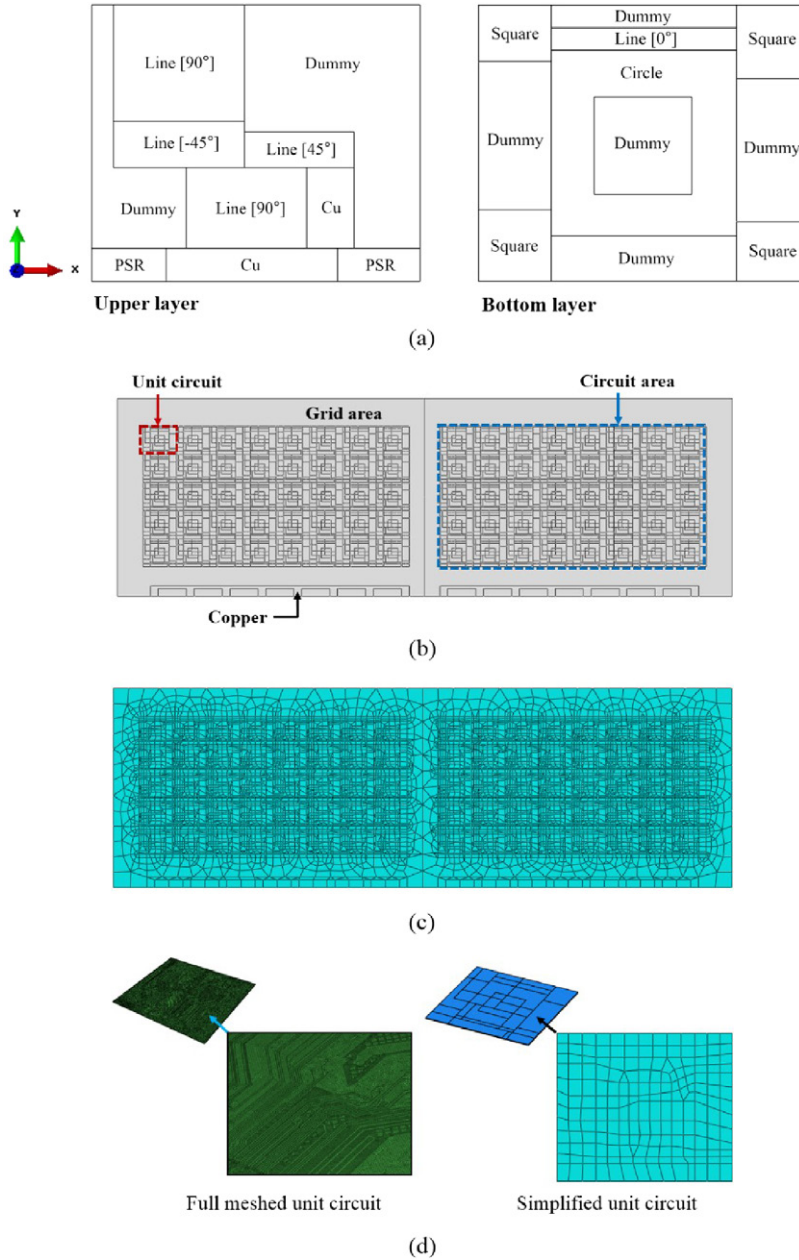 Line [90°]
Dummy
Line [-45°]
Line [45°]
Dummy
Line [90°]
Cu
PSR
Cu
PSR
Y
X
Upper layer
Square
Dummy
Square
Line [0°]
Circle
Dummy
Dummy
Dummy
Square
Dummy
Square
Bottom layer
(a)
Unit circuit
Circuit area
Grid area
Copper
(b)
(c)
Full meshed unit circuit
Simplified unit circuit
(d)